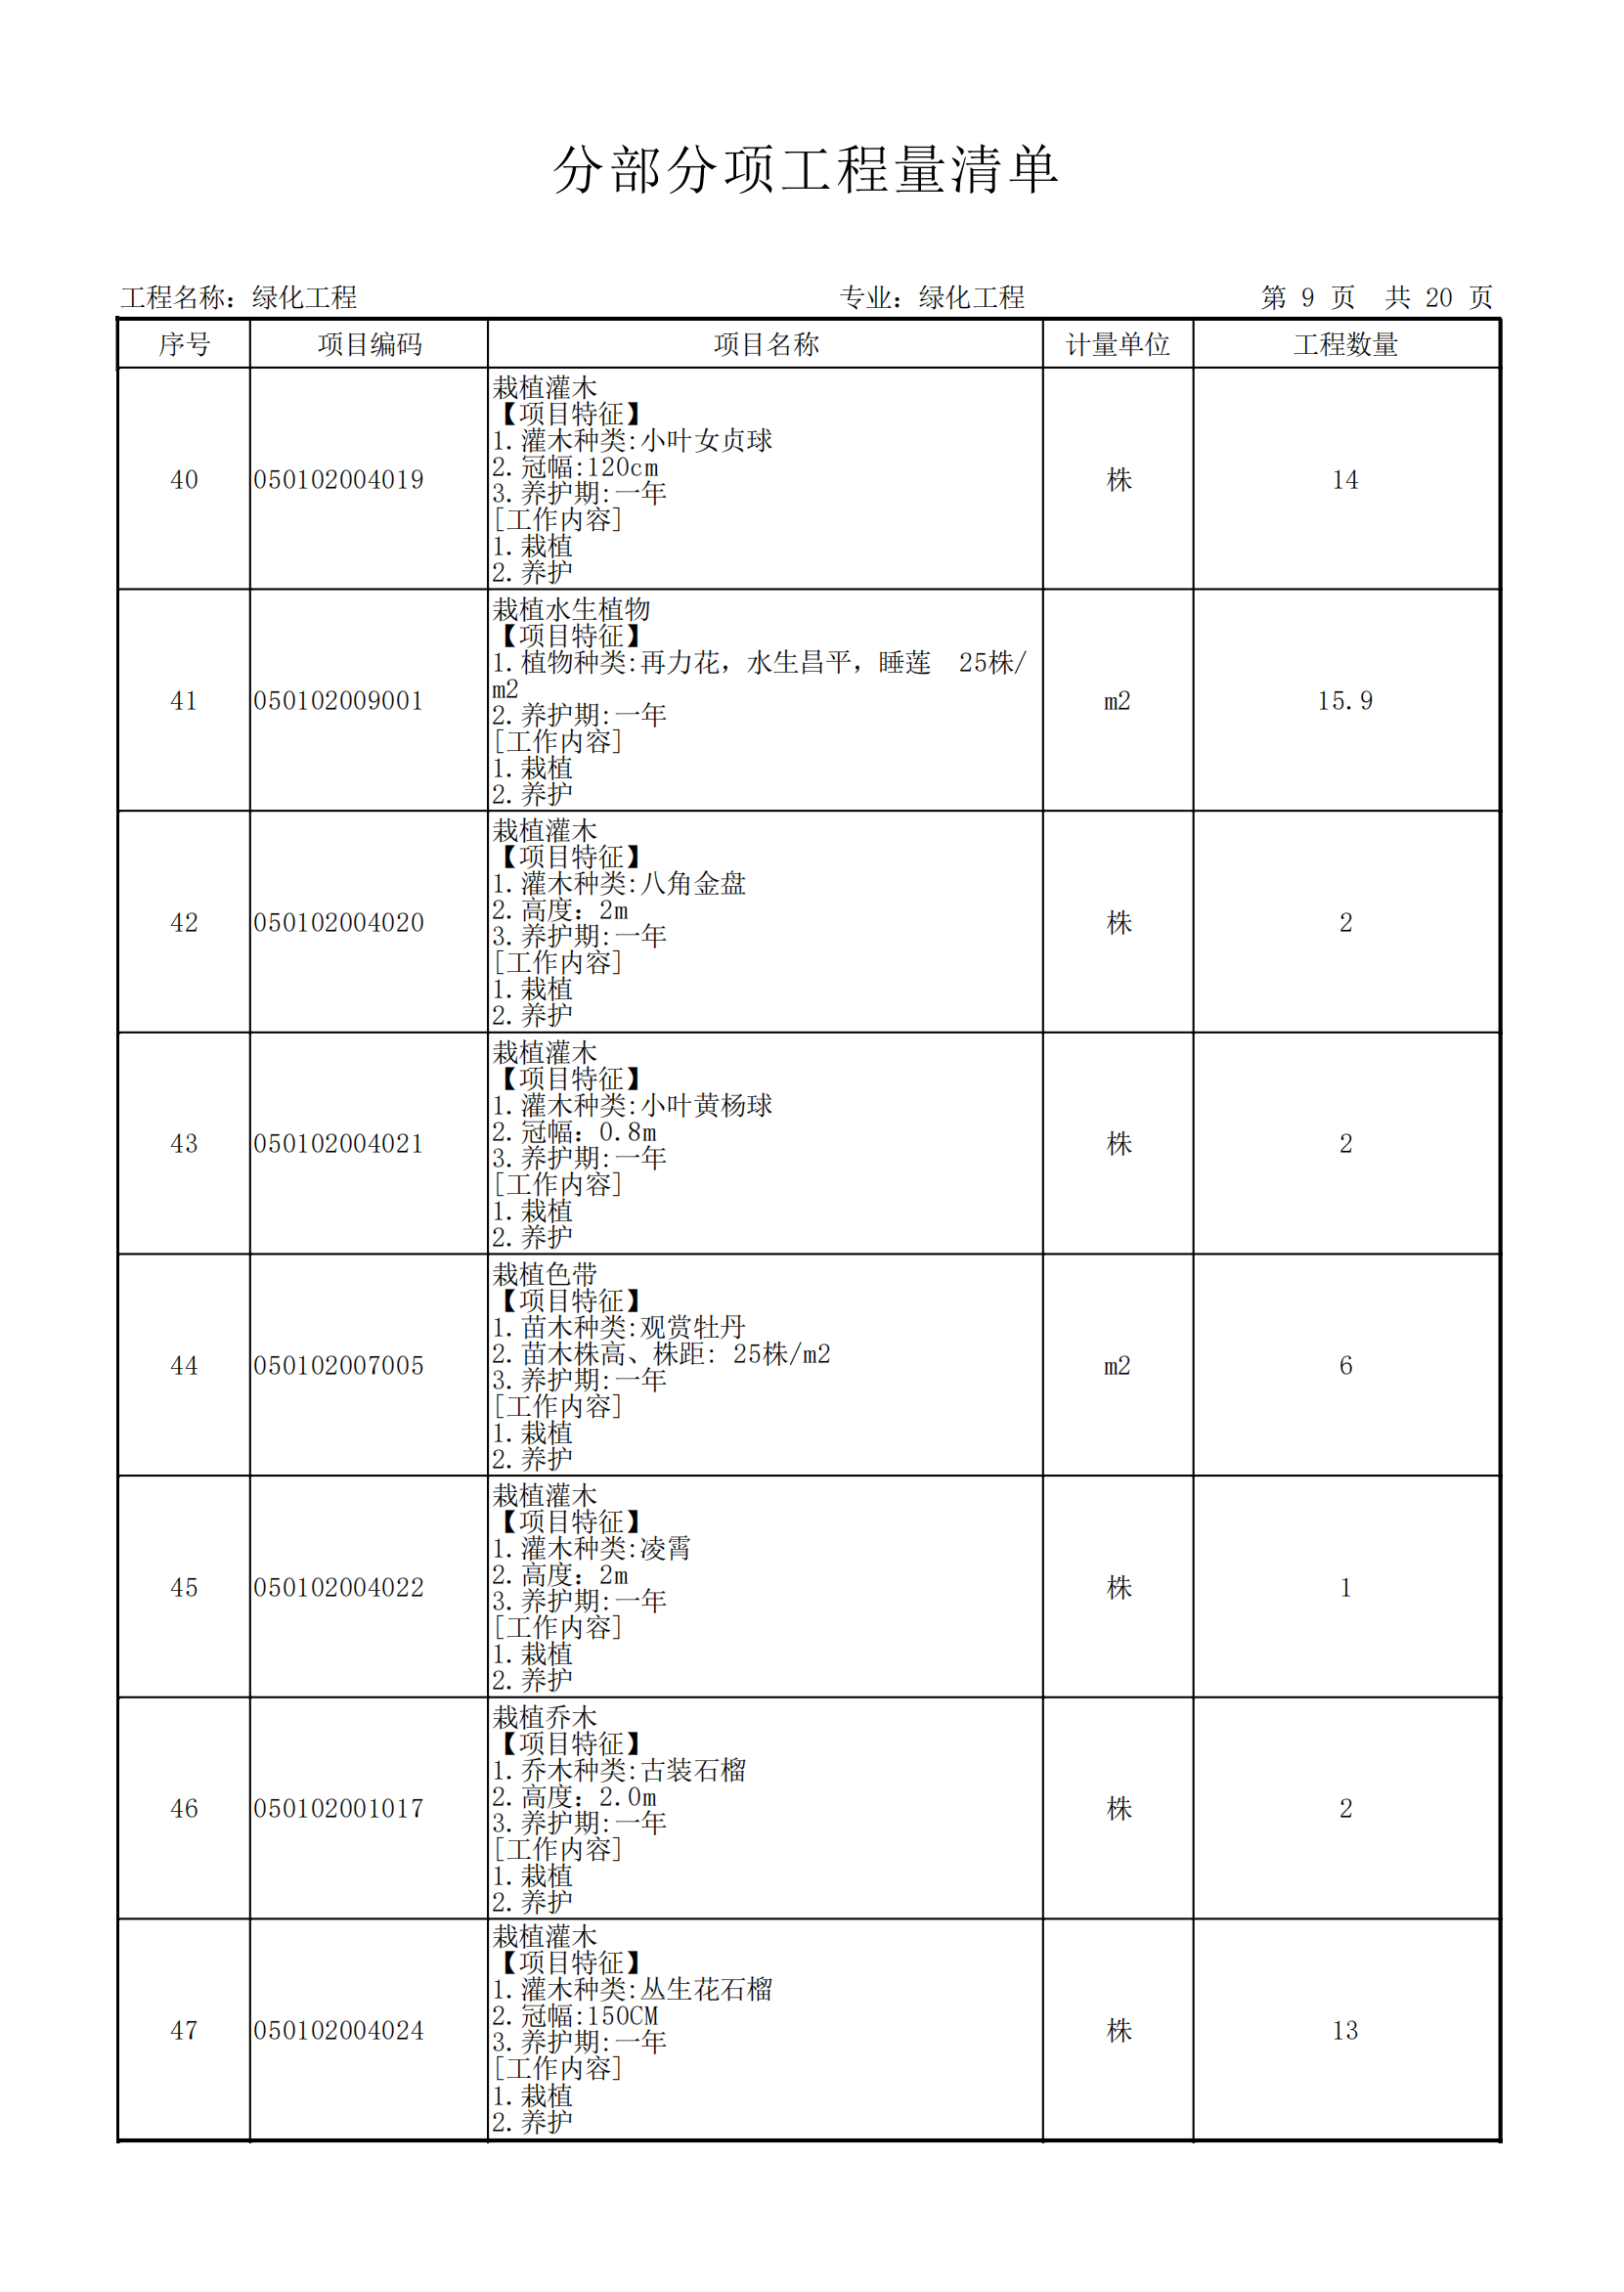 分部分项工程量清单
工程名称：绿化工程 专业：绿化工程 第 9 页 共 20 页
序号 项目编码 项目名称 计量单位 工程数量
栽植灌木
【项目特征】
1.灌木种类:小叶女贞球
2.冠幅:120cm
3.养护期:一年
[工作内容]
1.栽植
2.养护
40 050102004019 株 14
栽植水生植物
【项目特征】
1.植物种类:再力花，水生昌平，睡莲 25株/
m2
2.养护期:一年
[工作内容]
1.栽植
2.养护
41 050102009001 m2 15.9
栽植灌木
【项目特征】
1.灌木种类:八角金盘
2.高度：2m
3.养护期:一年
[工作内容]
1.栽植
2.养护
42 050102004020 株 2
栽植灌木
【项目特征】
1.灌木种类:小叶黄杨球
2.冠幅：0.8m
3.养护期:一年
[工作内容]
1.栽植
2.养护
43 050102004021 株 2
栽植色带
【项目特征】
1.苗木种类:观赏牡丹
2.苗木株高、株距: 25株/m2
3.养护期:一年
[工作内容]
1.栽植
2.养护
44 050102007005 m2 6
栽植灌木
【项目特征】
1.灌木种类:凌霄
2.高度：2m
3.养护期:一年
[工作内容]
1.栽植
2.养护
45 050102004022 株 1
栽植乔木
【项目特征】
1.乔木种类:古装石榴
2.高度：2.0m
3.养护期:一年
[工作内容]
1.栽植
2.养护
46 050102001017 株 2
栽植灌木
【项目特征】
1.灌木种类:丛生花石榴
2.冠幅:150CM
3.养护期:一年
[工作内容]
1.栽植
2.养护
47 050102004024 株 13